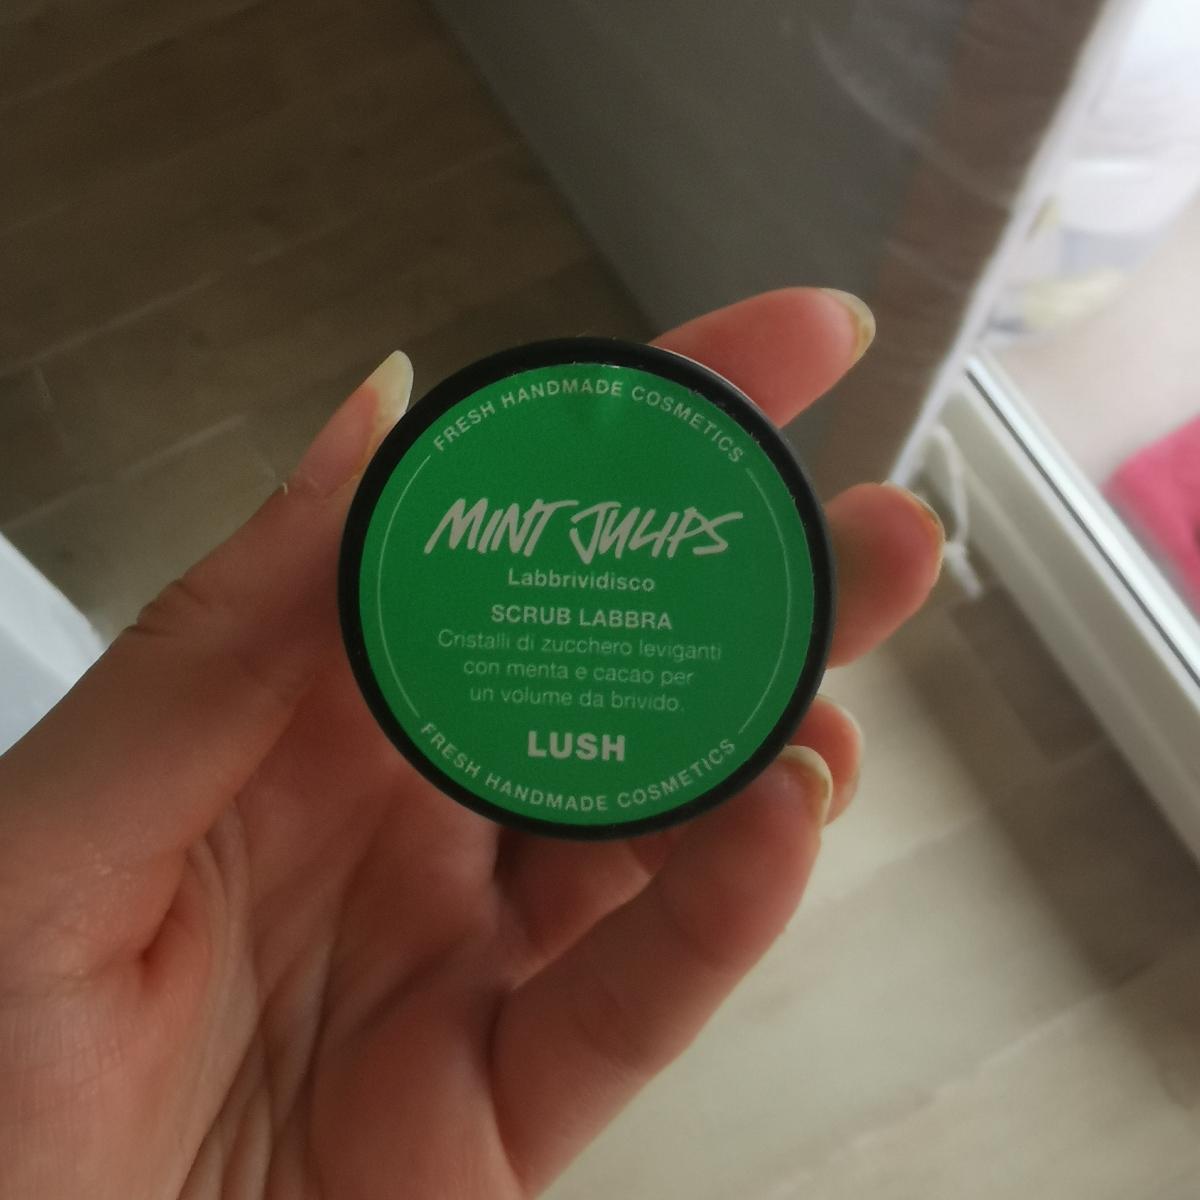 FRESH HANDMADE COSMETICS
MINT JULIPS
Labbrividisco
SCRUB LABBRA
Cristalli di zucchero leviganti
con menta e cacao per
un volume da brivido.
LUSH
FRESH HANDMADE COSMETICS